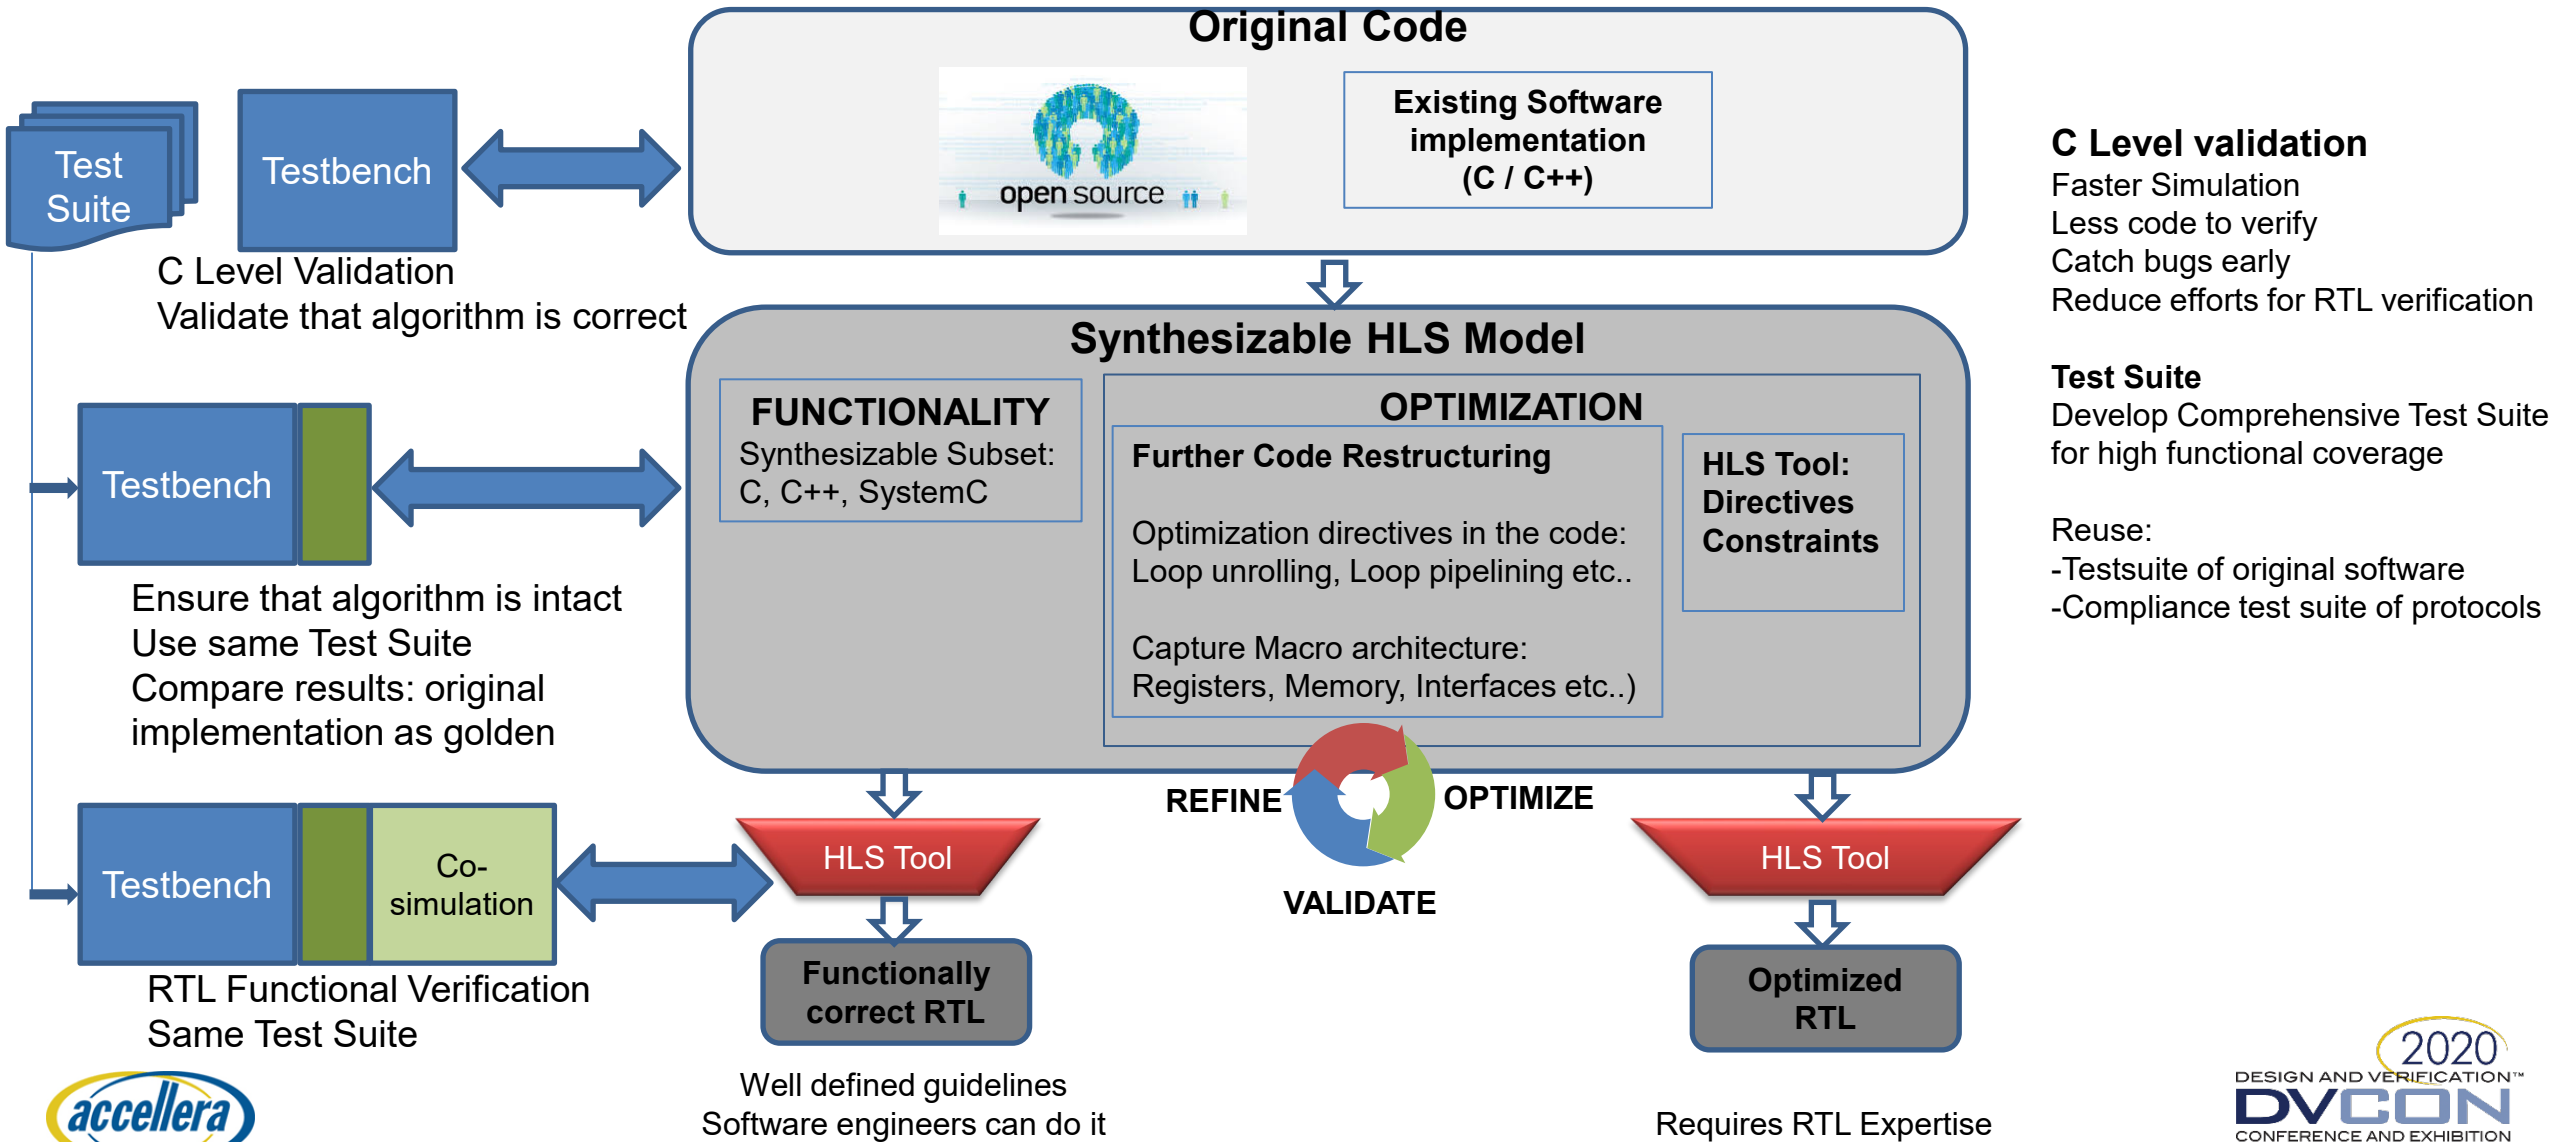 Original Code
open source
Existing Software
implementation
(C / C++)
Test
Suite
Testbench
C Level Validation
Validate that algorithm is correct
Synthesizable HLS Model
FUNCTIONALITY
Synthesizable Subset:
C, C++, SystemC
OPTIMIZATION
Further Code Restructuring
Optimization directives in the code:
Loop unrolling, Loop pipelining etc..
Capture Macro architecture:
Registers, Memory, Interfaces etc..)
HLS Tool:
Directives
Constraints
Testbench
Ensure that algorithm is intact
Use same Test Suite
Compare results: original
implementation as golden
REFINE
OPTIMIZE
VALIDATE
Testbench
Co-
simulation
RTL Functional Verification
Same Test Suite
HLS Tool
Functionally
correct RTL
Well defined guidelines
Software engineers can do it
HLS Tool
Optimized
RTL
Requires RTL Expertise
C Level validation
Faster Simulation
Less code to verify
Catch bugs early
Reduce efforts for RTL verification
Test Suite
Develop Comprehensive Test Suite
for high functional coverage
Reuse:
-Testsuite of original software
-Compliance test suite of protocols
accellera
2020
DESIGN AND VERIFICATION™
DVCON
CONFERENCE AND EXHIBITION